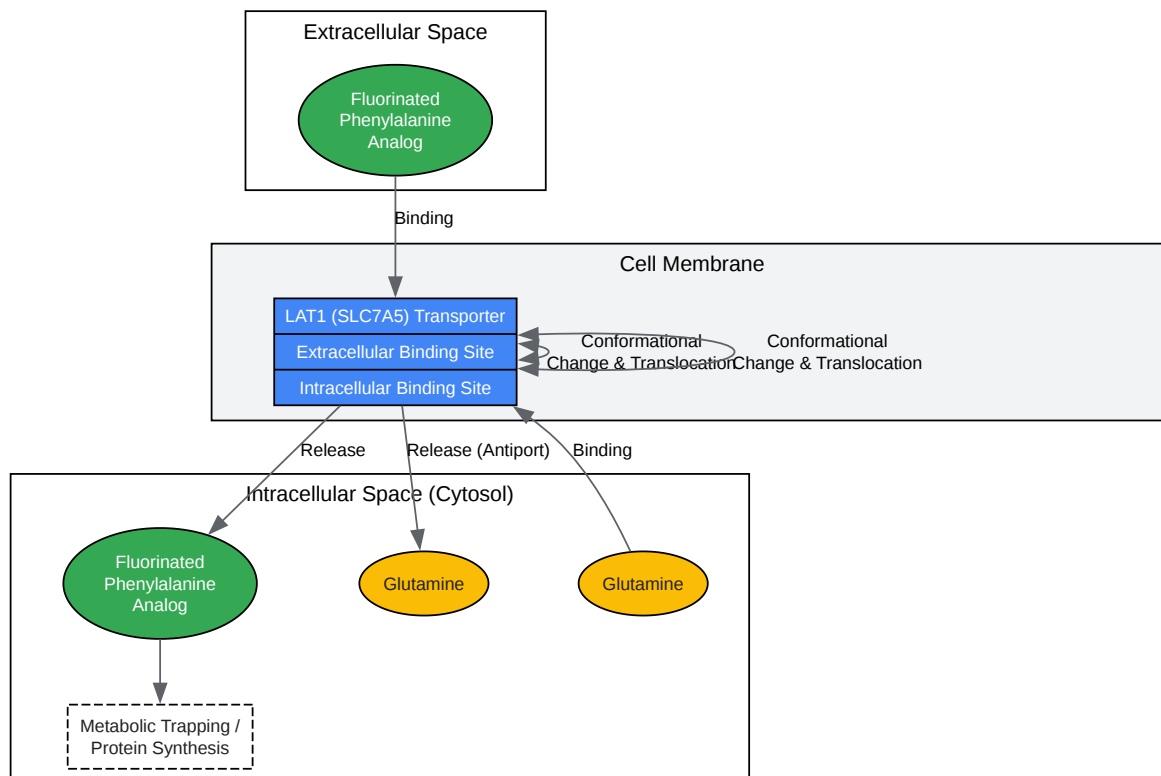 Extracellular Space
Fluorinated
Phenylalanine
Analog
Binding
Cell Membrane
LAT1 (SLC7A5) Transporter
Extracellular Binding Site
Intracellular Binding Site
Conformational
Change & Translocation
Conformational
Change & Translocation
Release
Release (Antiport)
Binding
Intracellular Space (Cytosol)
Fluorinated
Phenylalanine
Analog
Glutamine
Glutamine
Metabolic Trapping /
Protein Synthesis